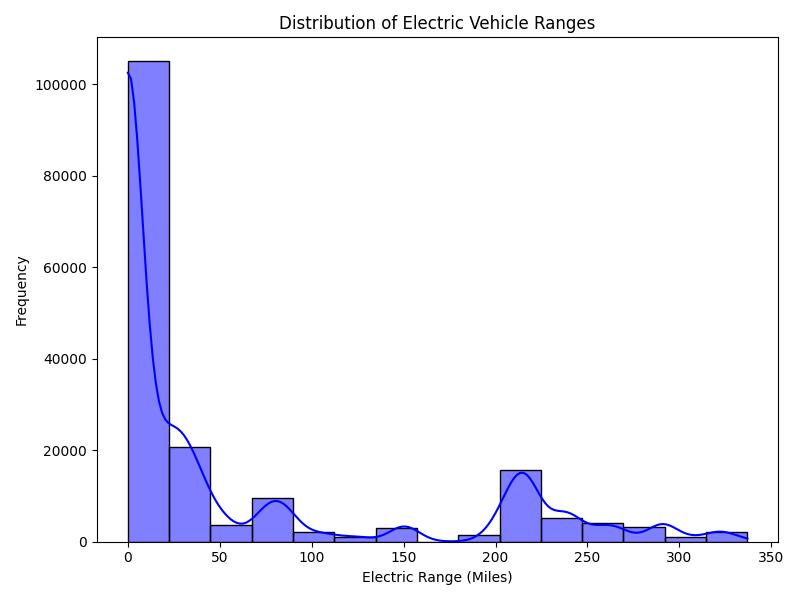 Distribution of Electric Vehicle Ranges
100000
80000
60000
40000
20000
0
Frequency
0 50 100 150 200 250 300 350
Electric Range (Miles)